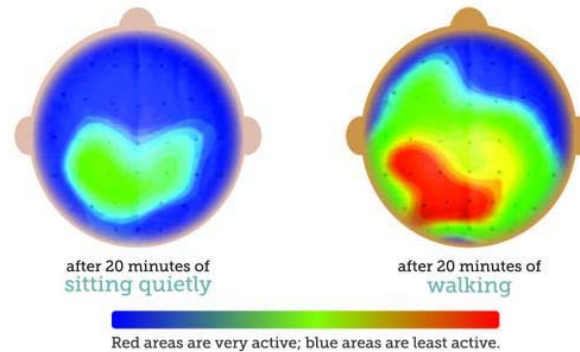 after 20 minutes of
sitting quietly
after 20 minutes of
walking
Red areas are very active; blue areas are least active.